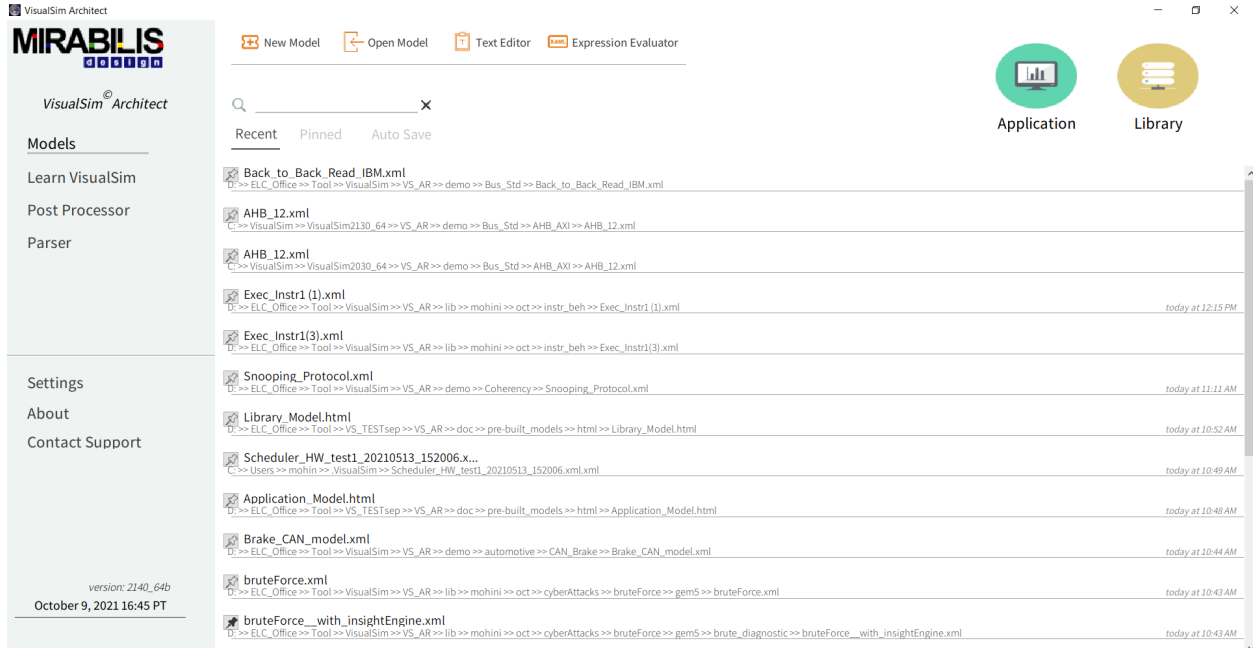 VisualSim Architect
MIRABILIS
design
VisualSim© Architect
Models
Learn VisualSim
Post Processor
Parser
Settings
About
Contact Support
version: 2140_64b
October 9, 2021 16:45 PT
New Model
Open Model
T
Text Editor
Expression Evaluator
Application
Library
Recent
Pinned
Auto Save
Back_to_Back_Read_IBM.xml
D: >> ELC_Office >> Tool >> VisualSim >> VS_AR >> demo >> Bus_Std >> Back_to_Back_Read_IBM.xml
AHB_12.xml
C: >> VisualSim >> VisualSim2130_64 >> VS_AR >> demo >> Bus_Std >> AHB_AXI >> AHB_12.xml
AHB_12.xml
C: >> VisualSim >> VisualSim2030_64 >> VS_AR >> demo >> Bus_Std >> AHB_AXI >> AHB_12.xml
Exec_Instr1 (1).xml
D: >> ELC_Office >> Tool >> VisualSim >> VS_AR >> lib >> mohini >> oct >> instr_beh >> Exec_Instr1 (1).xml
today at 12:15 PM
Exec_Instr1(3).xml
D: >> ELC_Office >> Tool >> VisualSim >> VS_AR >> lib >> mohini >> oct >> instr_beh >> Exec_Instr1(3).xml
Snooping_Protocol.xml
D: >> ELC_Office >> Tool >> VisualSim >> VS_AR >> demo >> Coherency >> Snooping_Protocol.xml
today at 11:11 AM
Library_Model.html
D: >> ELC_Office >> Tool >> VS_TESTsep >> VS_AR >> doc >> pre-built_models >> html >> Library_Model.html
today at 10:52 AM
Scheduler_HW_test1_20210513_152006.x...
C: >> Users >> mohin >> .VisualSim >> Scheduler_HW_test1_20210513_152006.xml.xml
today at 10:49 AM
Application_Model.html
D: >> ELC_Office >> Tool >> VS_TESTsep >> VS_AR >> doc >> pre-built_models >> html >> Application_Model.html
today at 10:48 AM
Brake_CAN_model.xml
D: >> ELC_Office >> Tool >> VisualSim >> VS_AR >> demo >> automotive >> CAN_Brake >> Brake_CAN_model.xml
today at 10:44 AM
bruteForce.xml
D: >> ELC_Office >> Tool >> VisualSim >> VS_AR >> lib >> mohini >> oct >> cyberAttacks >> bruteForce >> gem5 >> bruteForce.xml
today at 10:43 AM
bruteForce__with_insightEngine.xml
D: >> ELC_Office >> Tool >> VisualSim >> VS_AR >> lib >> mohini >> oct >> cyberAttacks >> bruteForce >> gem5 >> brute_diagnostic >> bruteForce__with_insightEngine.xml
today at 10:43 AM